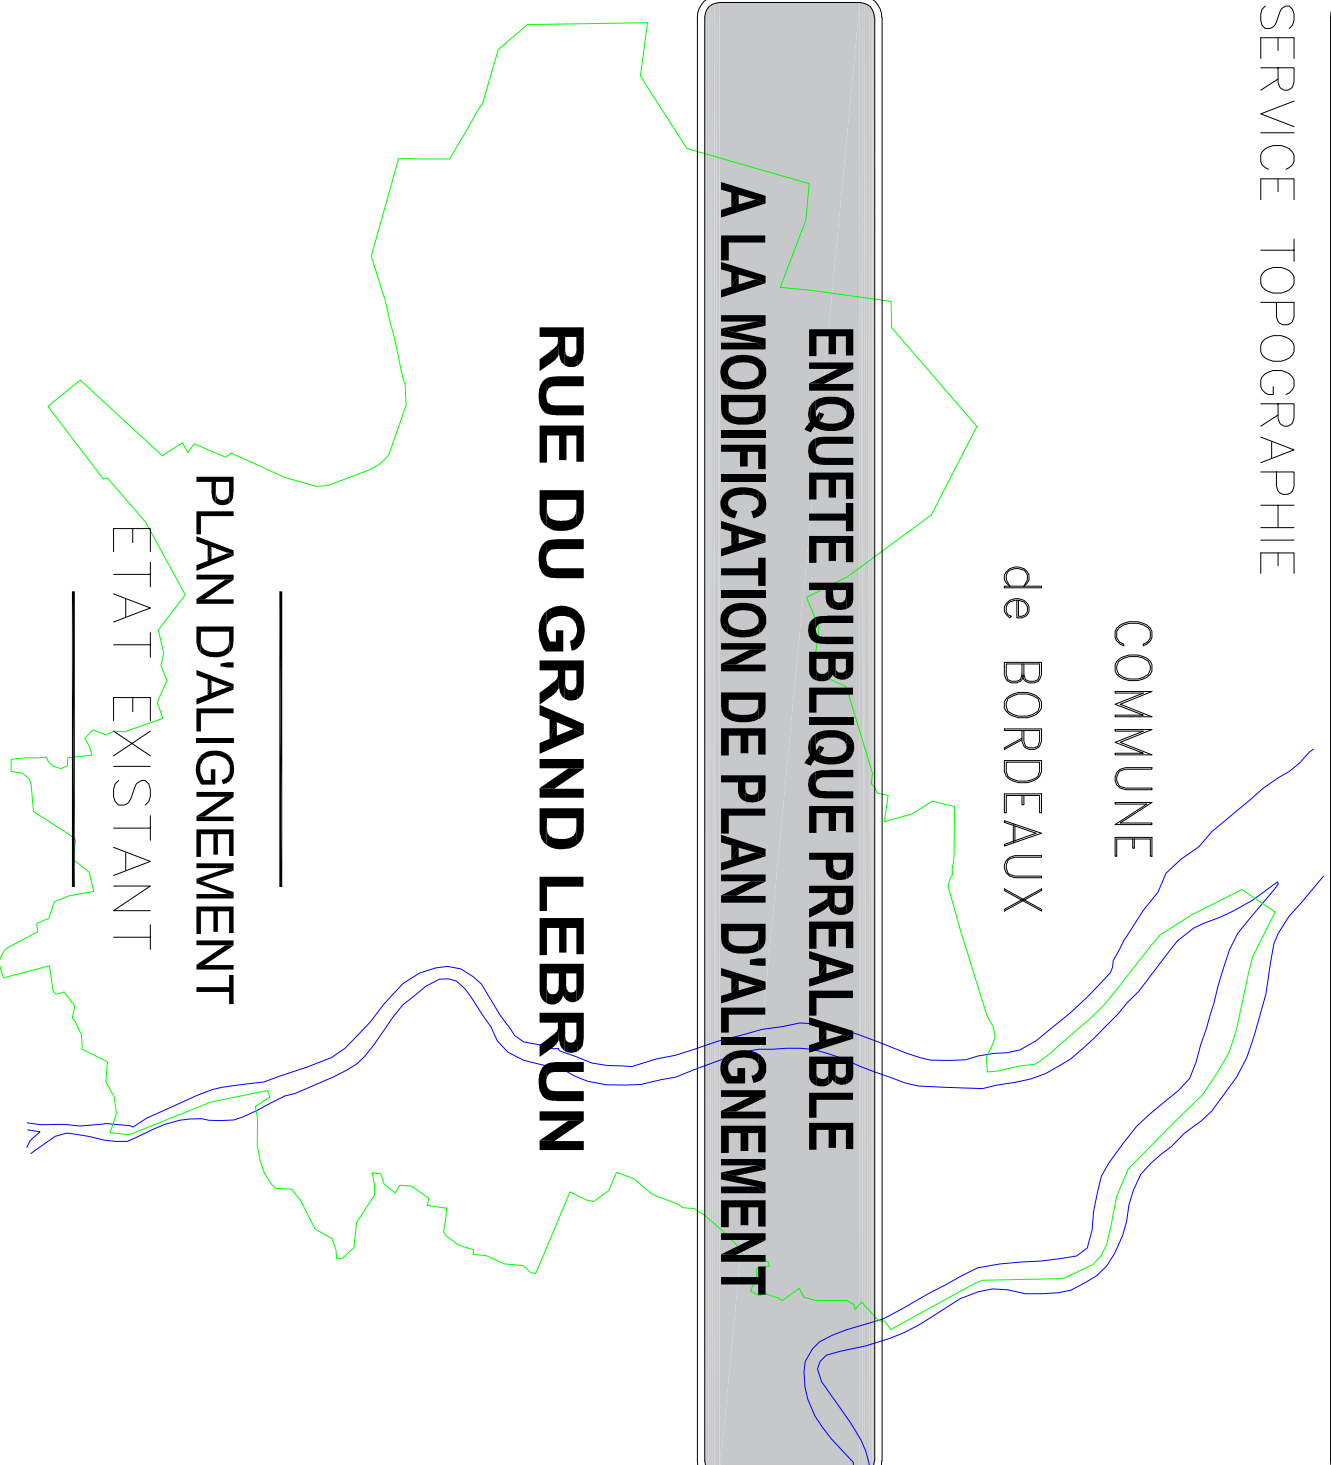 SERVICE TOPOGRAPHIE
COMMUNE
de BORDEAUX
ENQUETE PUBLIQUE PREALABLE
A LA MODIFICATION DE PLAN D'ALIGNEMENT
RUE DU GRAND LEBRUN
PLAN D'ALIGNEMENT
ETAT EXISTANT